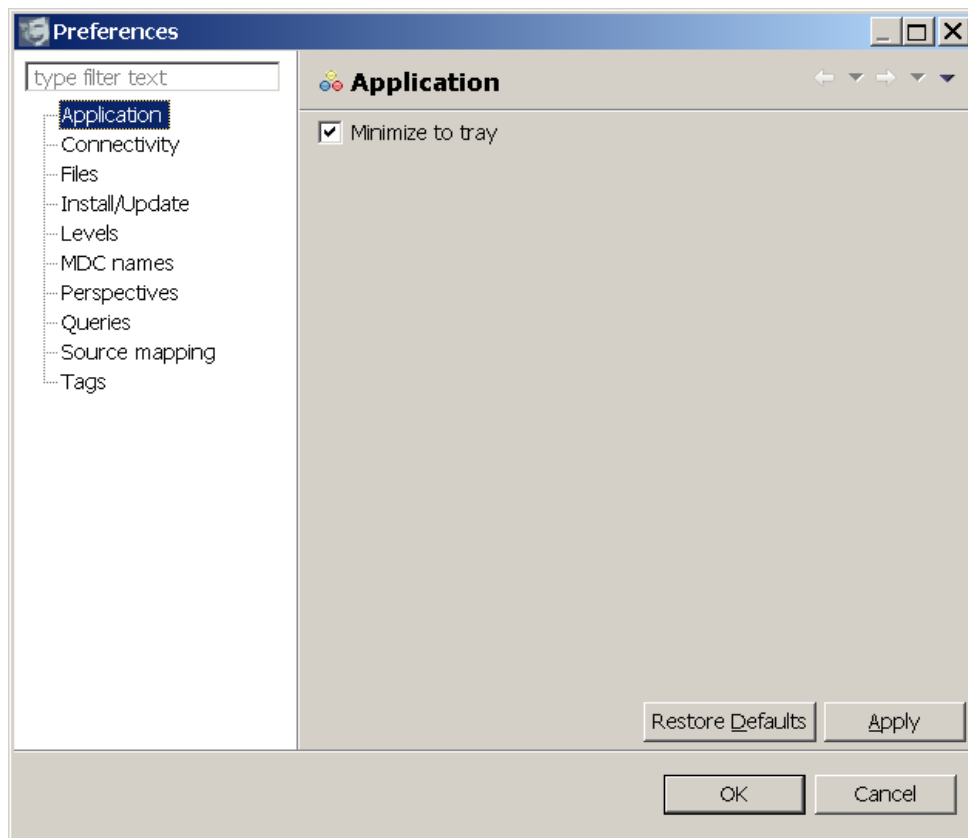 Preferences
type filter text
Application
Connectivity
Files
Install/Update
Levels
MDC names
Perspectives
Queries
Source mapping
Tags
Application
Minimize to tray
Restore Defaults
Apply
OK
Cancel